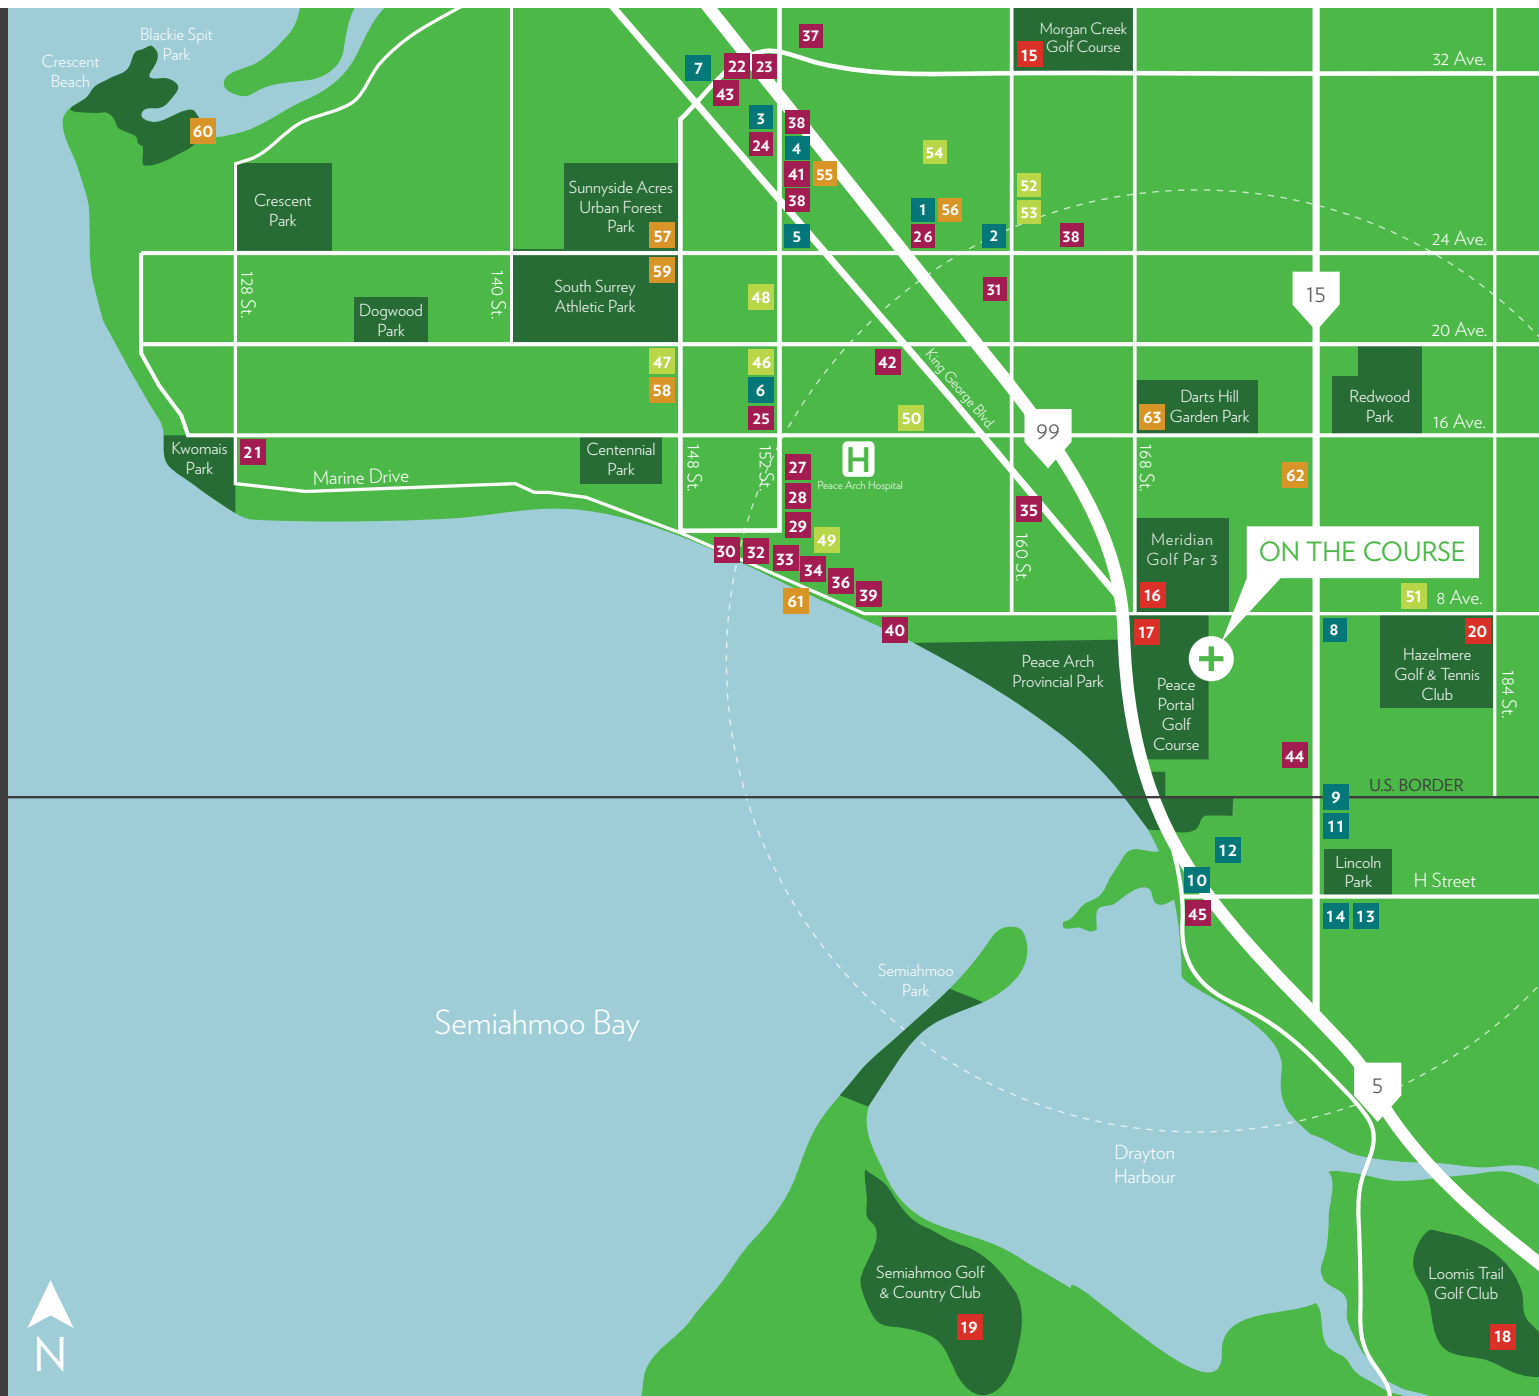 Blackie Spit
Park
Crescent
Beach
60
37
Morgan Creek
Golf Course
15
32 Ave.
7
22
23
43
3
38
24
4
41
55
38
5
54
52
53
1
56
26
2
38
24 Ave.
Crescent
Park
Sunnyside Acres
Urban Forest
Park
57
59
South Surrey
Athletic Park
128 St.
140 St.
Dogwood
Park
48
31
15
20 Ave.
47
58
46
6
25
42
King George Blvd.
50
99
Darts Hill
Garden Park
63
Redwood
Park
16 Ave.
Kwomais
Park
21
Marine Drive
Centennial
Park
148 St.
152 St.
H
Peace Arch Hospital
27
28
29
49
30
32
33
34
36
39
61
40
35
160 St.
168 St.
62
Meridian
Golf Par 3
16
ON THE COURSE
51
8 Ave.
17
8
20
Hazelmere
Golf & Tennis
Club
184 St.
Peace Arch
Provincial Park
Peace
Portal
Golf
Course
44
U.S. BORDER
9
11
12
10
45
Lincoln
Park
H Street
14
13
Semiahmoo
Park
Semiahmoo Bay
5
Drayton
Harbour
Semiahmoo Golf
& Country Club
19
Loomis Trail
Golf Club
18
N